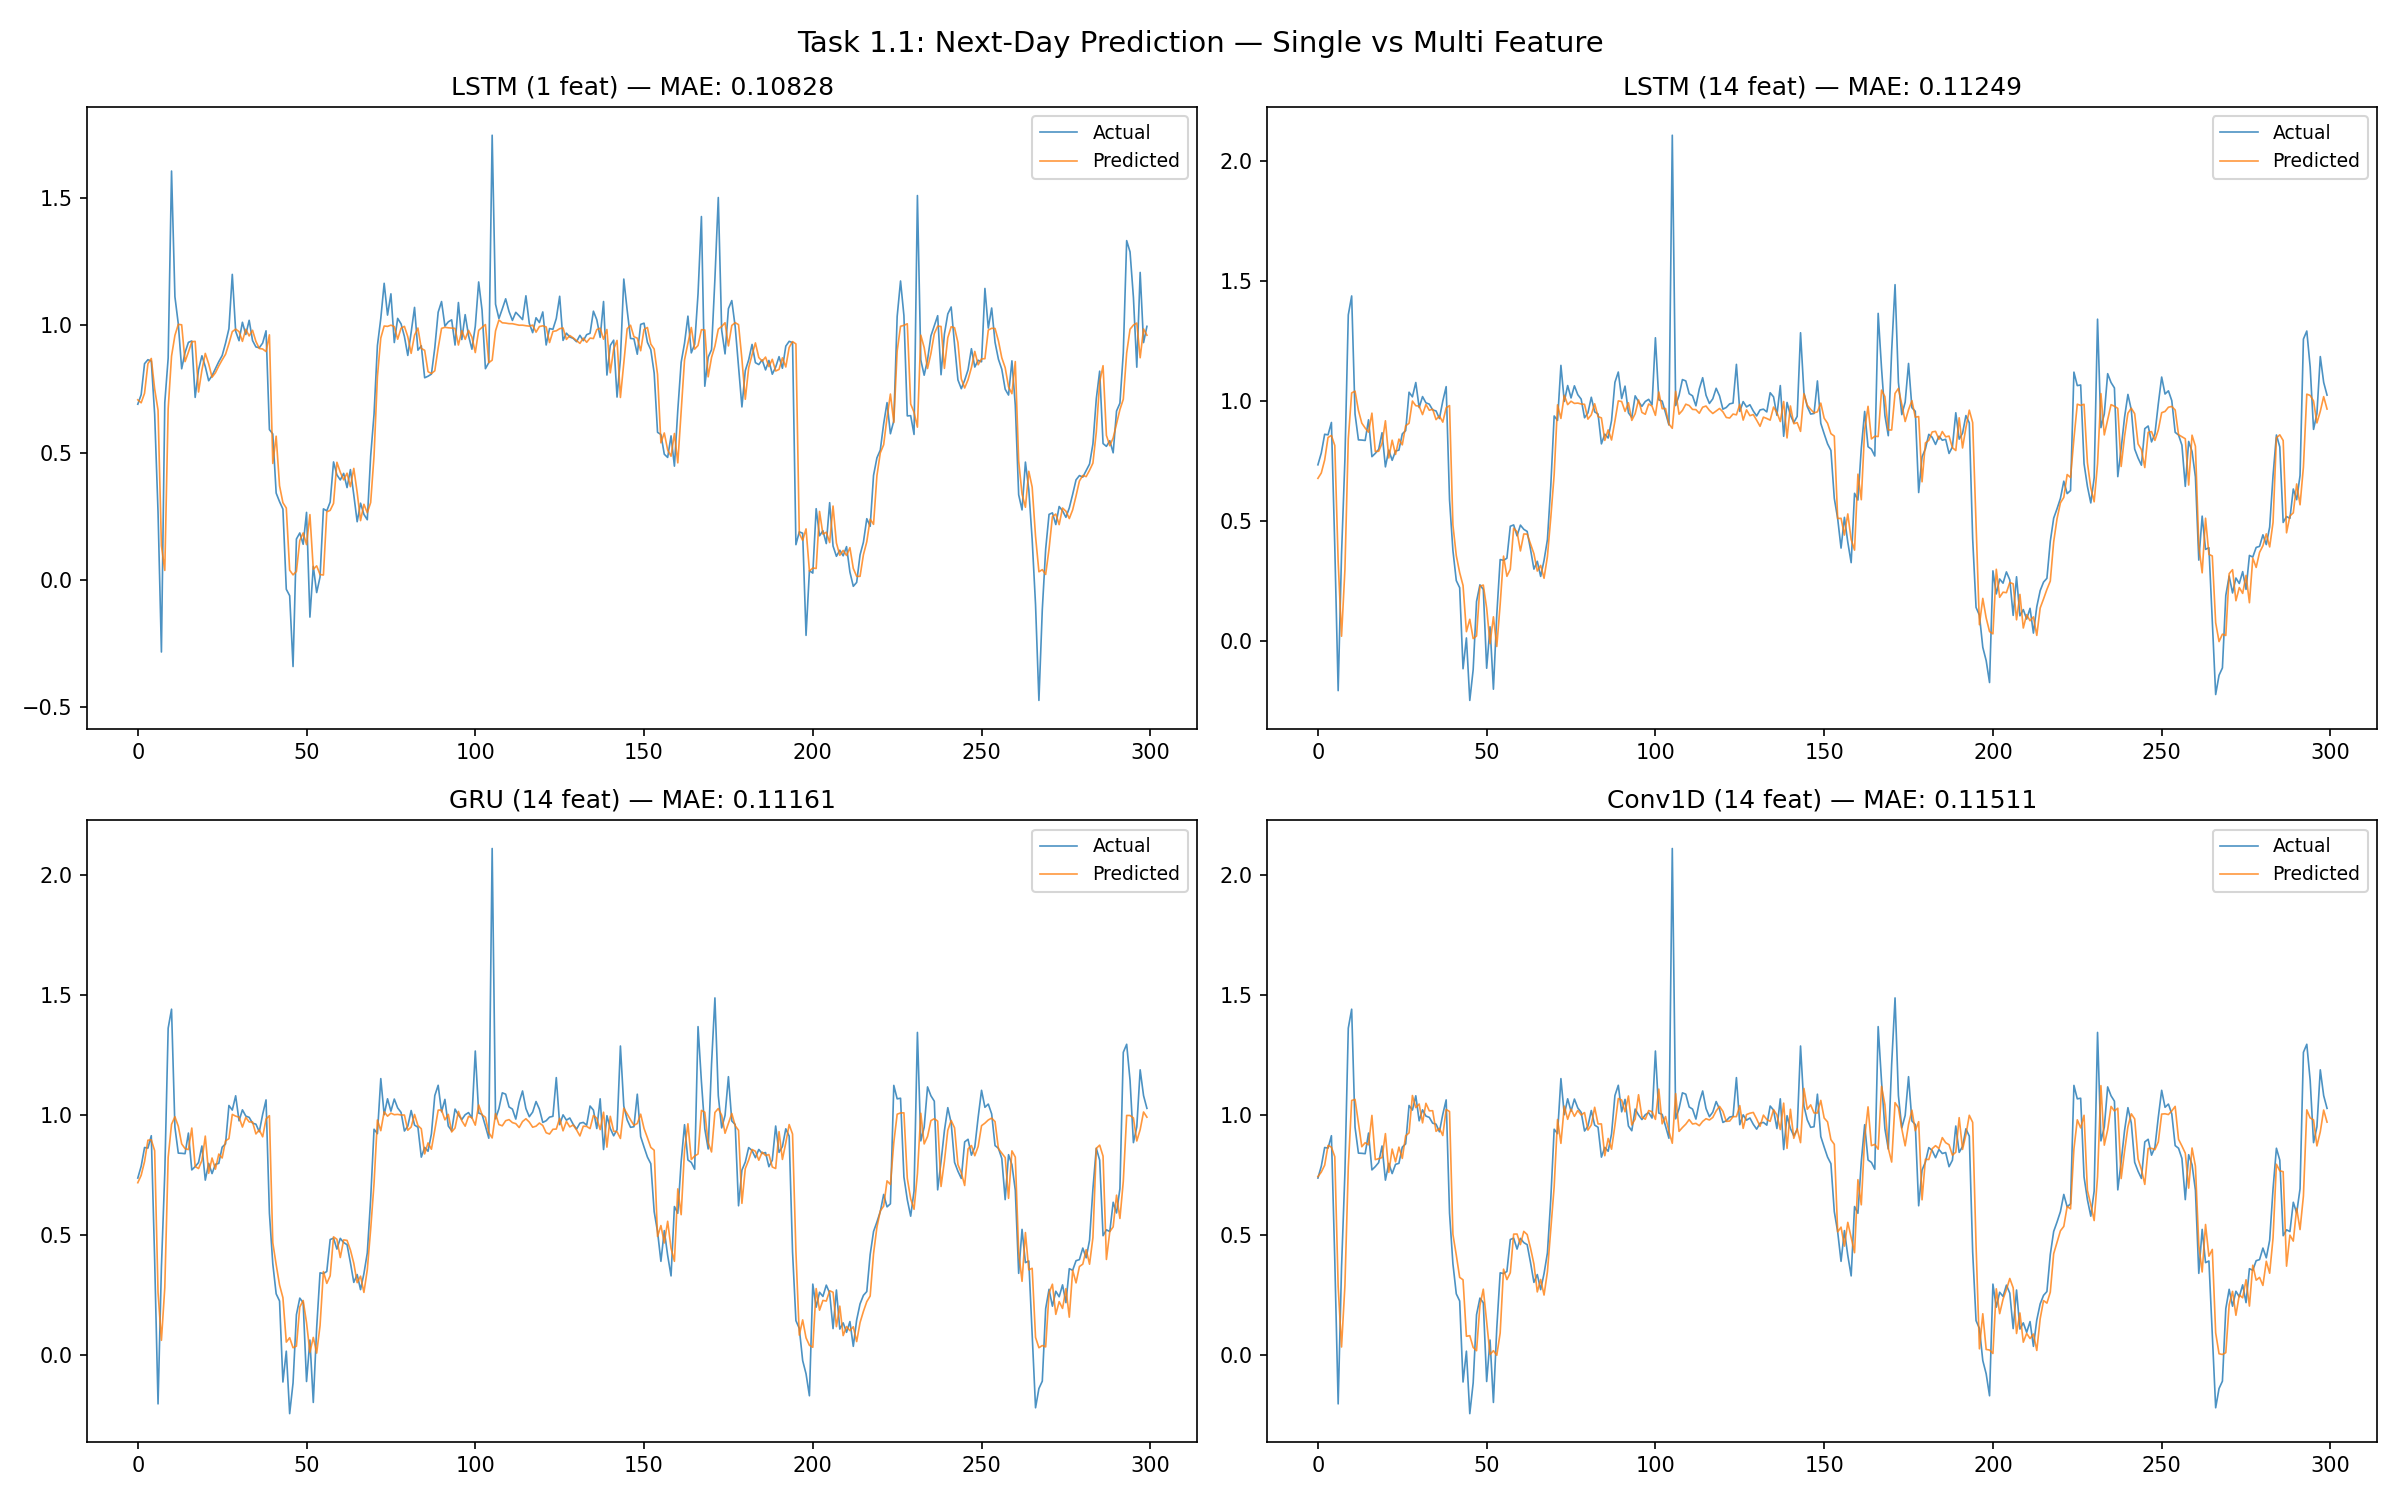 Task 1.1: Next-Day Prediction — Single vs Multi Feature
LSTM (1 feat) — MAE: 0.10828
Actual
Predicted
1.5
1.0
0.5
0.0
−0.5
0 50 100 150 200 250 300
LSTM (14 feat) — MAE: 0.11249
Actual
Predicted
2.0
1.5
1.0
0.5
0.0
0 50 100 150 200 250 300
GRU (14 feat) — MAE: 0.11161
Actual
Predicted
2.0
1.5
1.0
0.5
0.0
0 50 100 150 200 250 300
Conv1D (14 feat) — MAE: 0.11511
Actual
Predicted
2.0
1.5
1.0
0.5
0.0
0 50 100 150 200 250 300